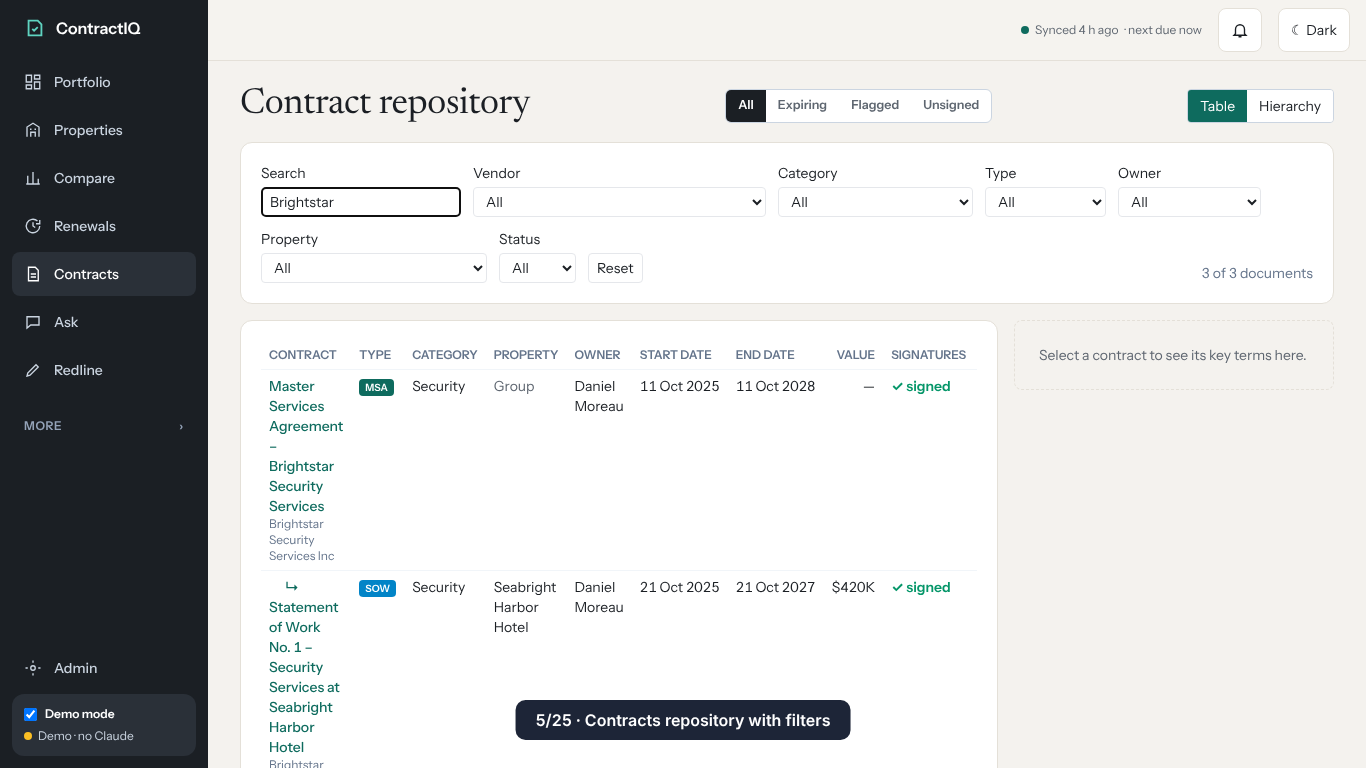 ContractIQ
Synced 4 h ago · next due now
Dark
Portfolio
Properties
Compare
Renewals
Contracts
Ask
Redline
MORE ›
Admin
Demo mode
Demo · no Claude
Contract repository
All Expiring Flagged Unsigned
Table Hierarchy
Search Vendor Category Type Owner
Brightstar All All All All
Property Status
All All Reset
3 of 3 documents
CONTRACT TYPE CATEGORY PROPERTY OWNER START DATE END DATE VALUE SIGNATURES
Master MSA Security Group Daniel 11 Oct 2025 11 Oct 2028 — ✓ signed
Services Moreau
Agreement
–
Brightstar
Security
Services
Brightstar
Security
Services Inc
↳ SOW Security Seabright Daniel 21 Oct 2025 21 Oct 2027 $420K ✓ signed
Statement Harbor Moreau
of Work Hotel
No. 1 –
Security
Services at
Seabright
Harbor
Hotel
Brightstar
Select a contract to see its key terms here.
5/25 · Contracts repository with filters